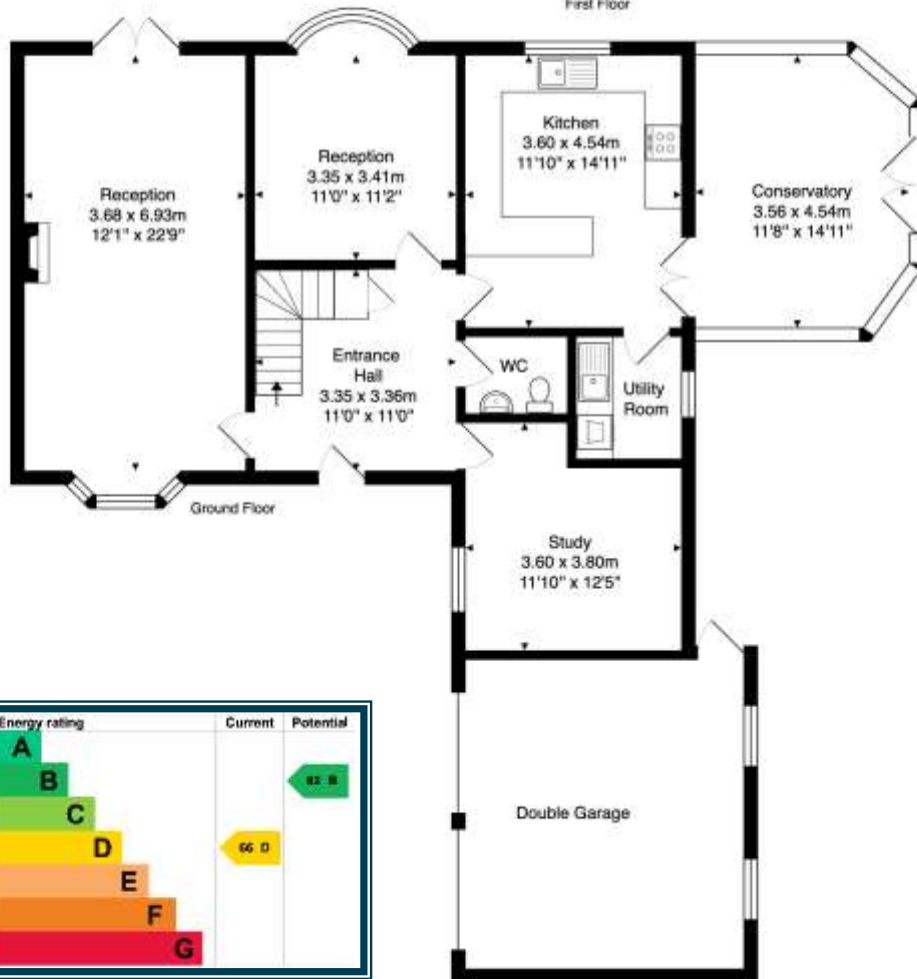 First Floor
Reception
3.68 x 6.93m
12'1" x 22'9"
Reception
3.35 x 3.41m
11'0" x 11'2"
Kitchen
3.60 x 4.54m
11'10" x 14'11"
Conservatory
3.56 x 4.54m
11'8" x 14'11"
Entrance
Hall
3.35 x 3.36m
11'0" x 11'0"
WC
Utility
Room
Ground Floor
Study
3.60 x 3.80m
11'10" x 12'5"
Double Garage
Energy rating Current Potential
A
B
C
D
E
F
G
66 D
B